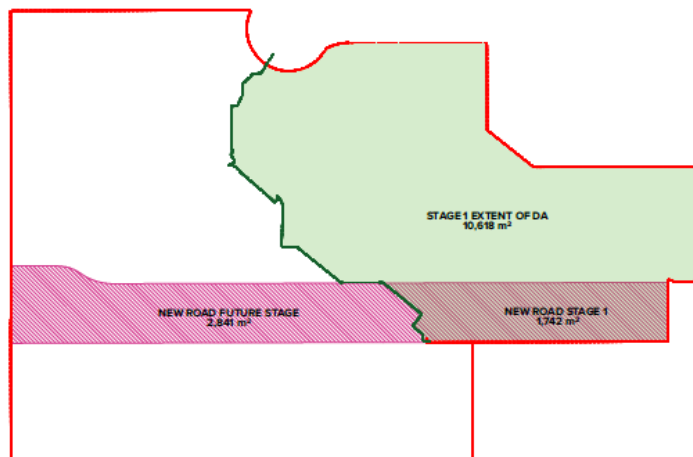 STAGE 1 EXTENT OF DA
10,618 m²
NEW ROAD FUTURE STAGE
2,841 m²
NEW ROAD STAGE 1
1,742 m²